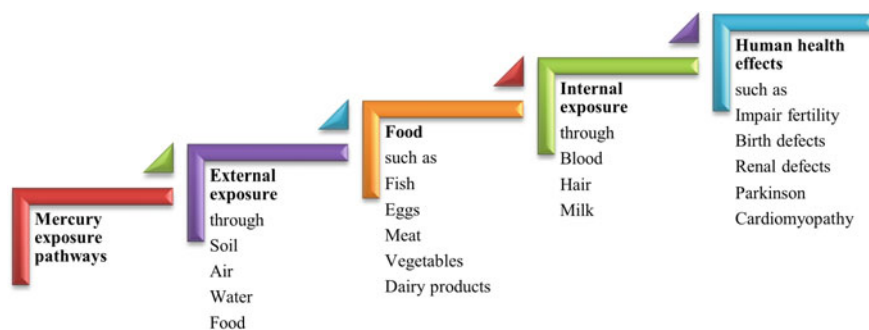 Mercury
exposure
pathways
External
exposure
through
Soil
Air
Water
Food
Food
such as
Fish
Eggs
Meat
Vegetables
Dairy products
Internal
exposure
through
Blood
Hair
Milk
Human health
effects
such as
Impair fertility
Birth defects
Renal defects
Parkinson
Cardiomyopathy